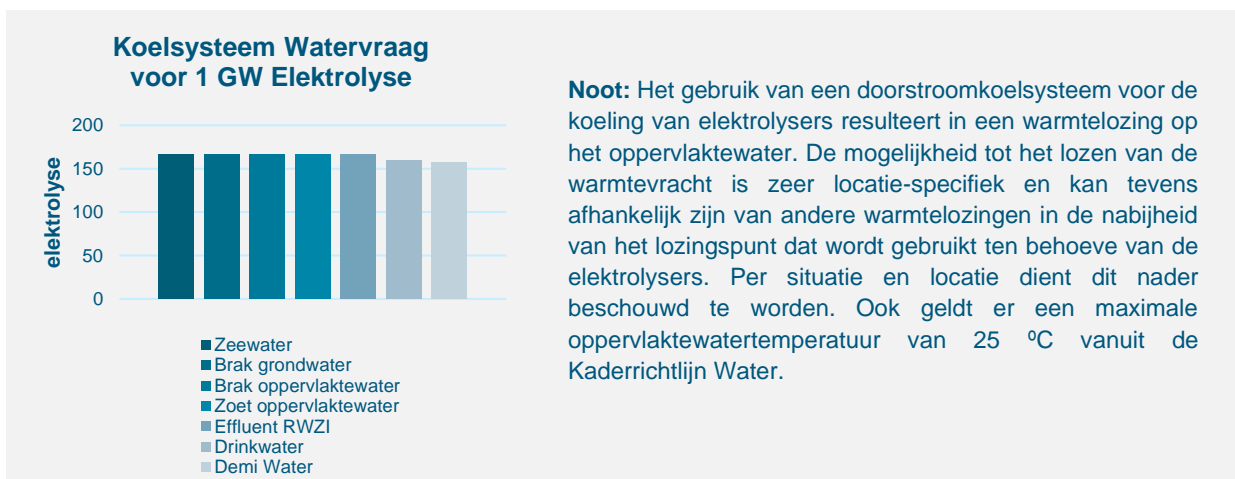 Koelsysteem Watervraag
voor 1 GW Elektrolyse
elektrolyse
200
150
100
50
0
Zeewater
Brak grondwater
Brak oppervlaktewater
Zoet oppervlaktewater
Effluent RWZI
Drinkwater
Demi Water
Noot: Het gebruik van een doorstroomkoelsysteem voor de
koeling van elektrolysers resulteert in een warmtelozing op
het oppervlaktewater. De mogelijkheid tot het lozen van de
warmtevracht is zeer locatie-specifiek en kan tevens
afhankelijk zijn van andere warmtelozingen in de nabijheid
van het lozingspunt dat wordt gebruikt ten behoeve van de
elektrolysers. Per situatie en locatie dient dit nader
beschouwd te worden. Ook geldt er een maximale
oppervlaktewatertemperatuur van 25 ºC vanuit de
Kaderrichtlijn Water.